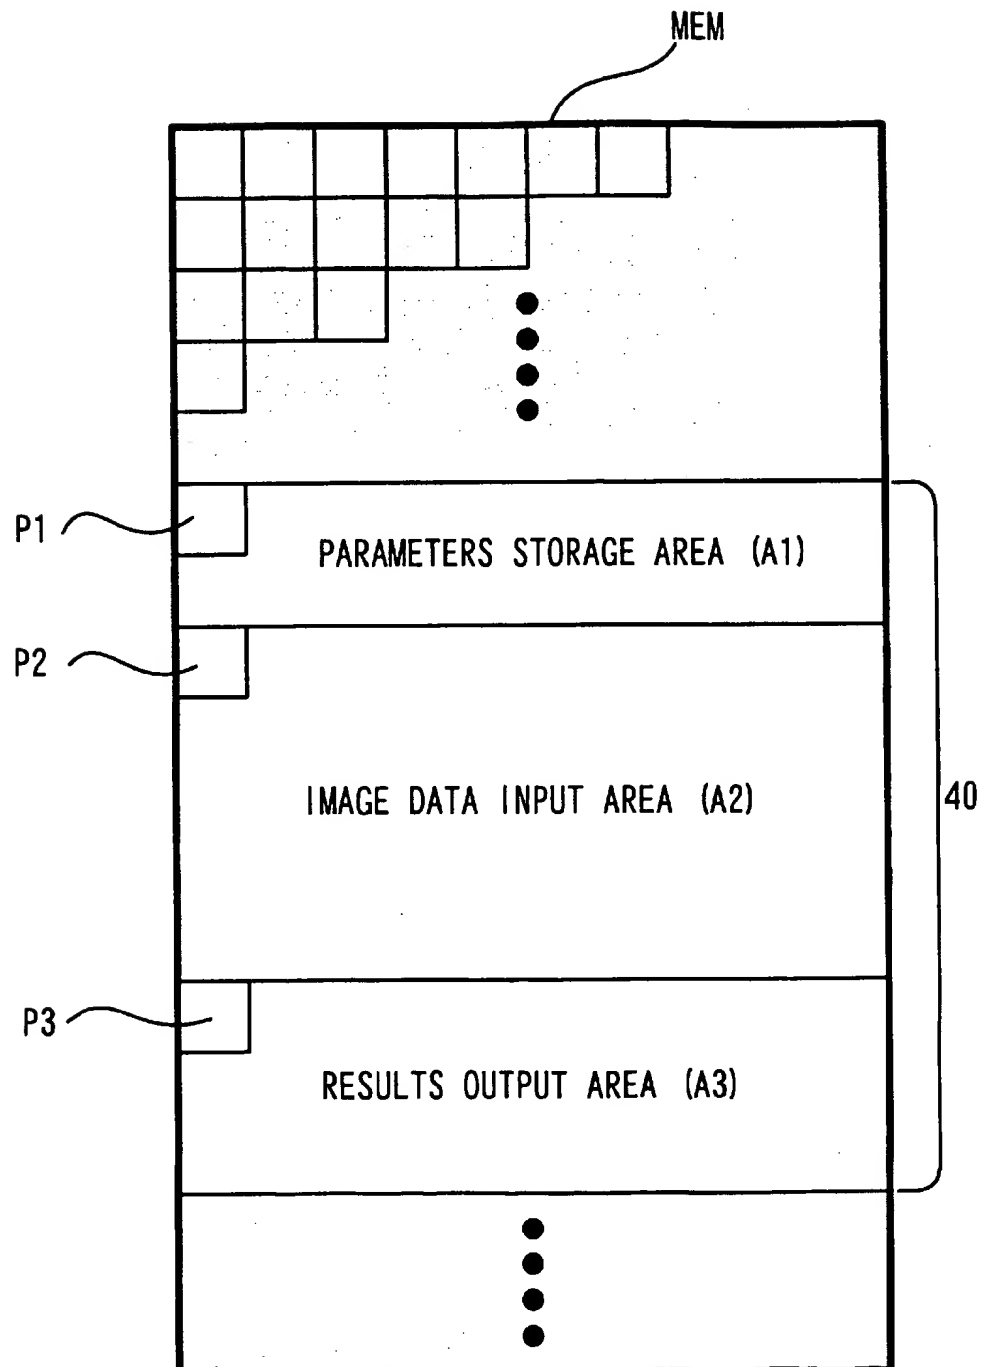 MEM
P1
PARAMETERS STORAGE AREA (A1)
P2
IMAGE DATA INPUT AREA (A2)
40
P3
RESULTS OUTPUT AREA (A3)